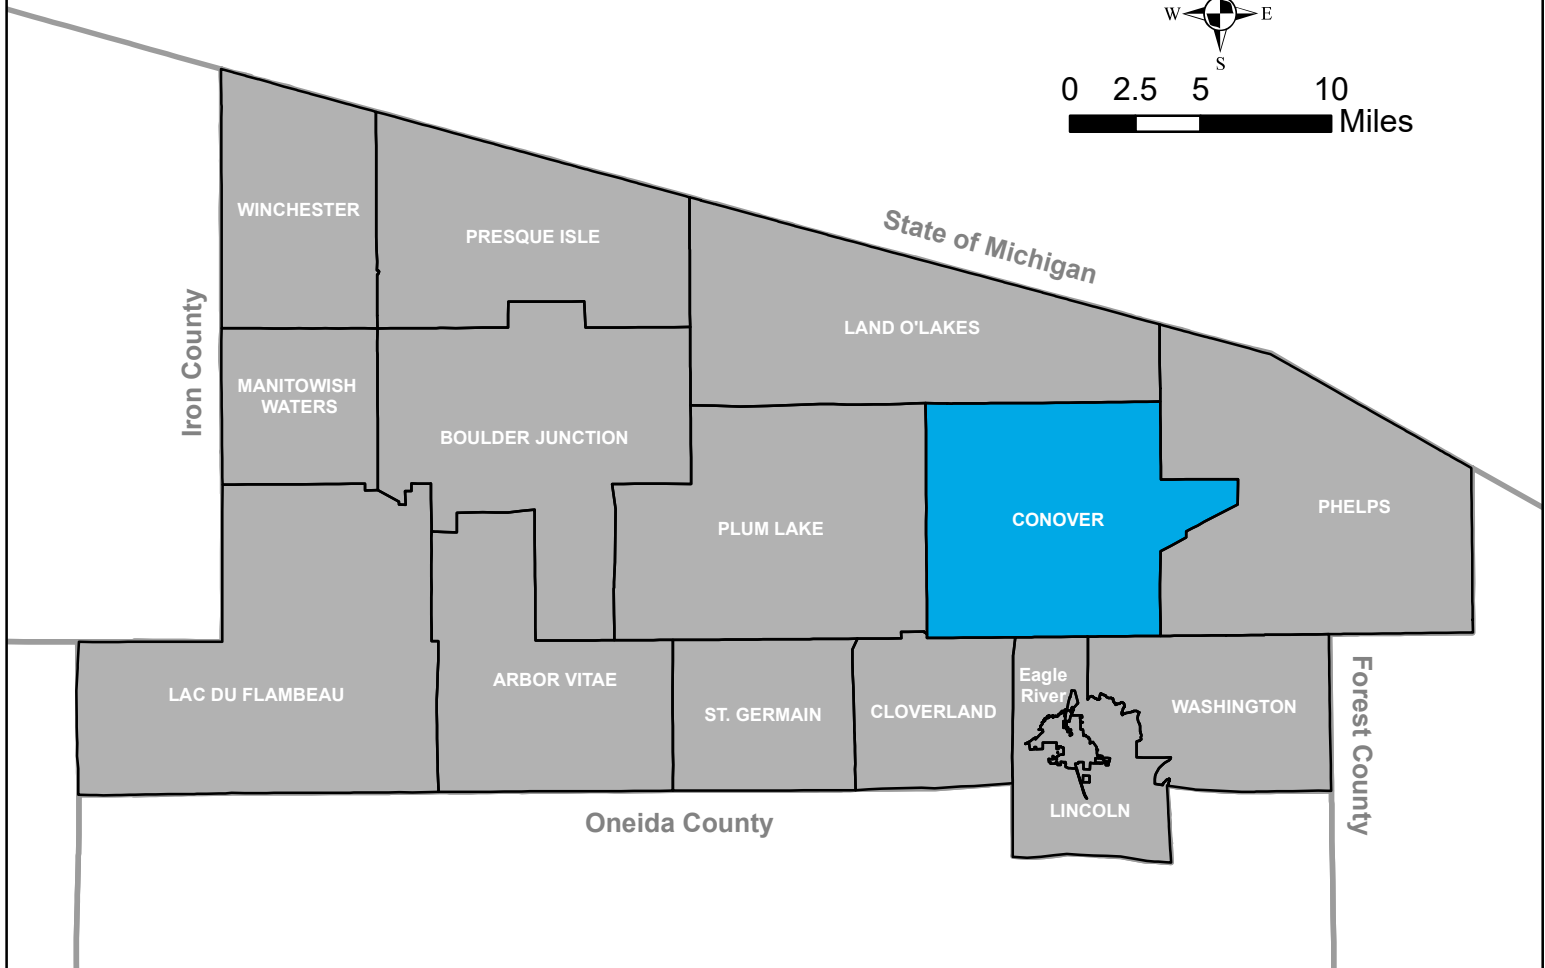 W E
S
0 2.5 5 10
Miles
State of Michigan
WINCHESTER
PRESQUE ISLE
LAND O'LAKES
Iron County
MANITOWISH
WATERS
BOULDER JUNCTION
PLUM LAKE
CONOVER
PHELPS
LAC DU FLAMBEAU
ARBOR VITAE
ST. GERMAIN
CLOVERLAND
Eagle
River
WASHINGTON
Forest County
LINCOLN
Oneida County